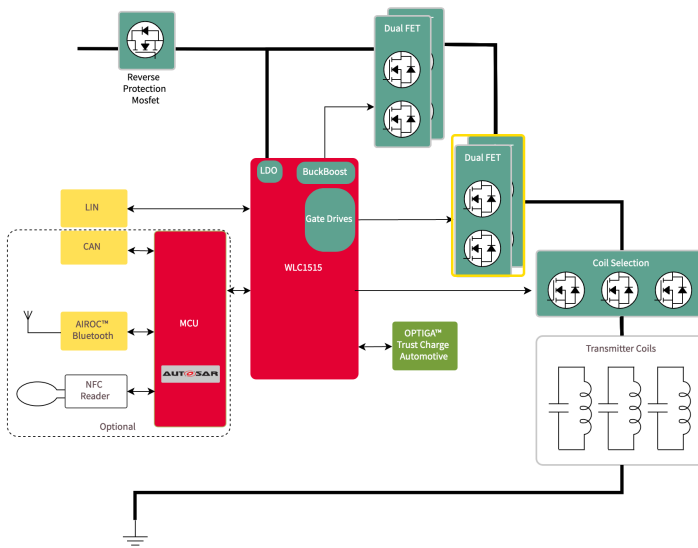 Dual FET
Reverse
Protection
Mosfet
Dual FET
LDO
BuckBoost
Gate Drives
WLC1515
LIN
CAN
MCU
AIROC™
Bluetooth
AUTOSAR
NFC
Reader
Optional
OPTIGA™
Trust Charge
Automotive
Coil Selection
Transmitter Coils